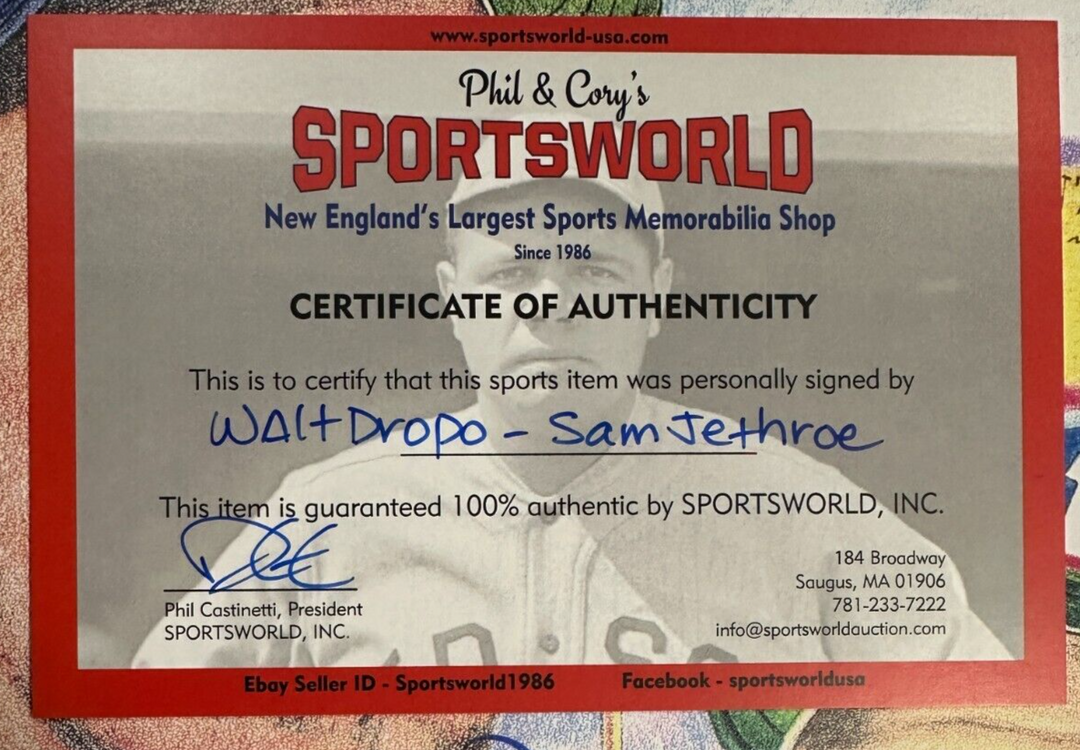 www.sportsworld-usa.com
Phil & Cory's
SPORTSWORLD
New England's Largest Sports Memorabilia Shop
Since 1986
CERTIFICATE OF AUTHENTICITY
This is to certify that this sports item was personally signed by
Walt Dropo - Sam Jethroe
This item is guaranteed 100% authentic by SPORTSWORLD, INC.
Phil Castinetti, President
SPORTSWORLD, INC.
184 Broadway
Saugus, MA 01906
781-233-7222
info@sportsworldauction.com
Ebay Seller ID - Sportsworld1986
Facebook - sportsworldusa